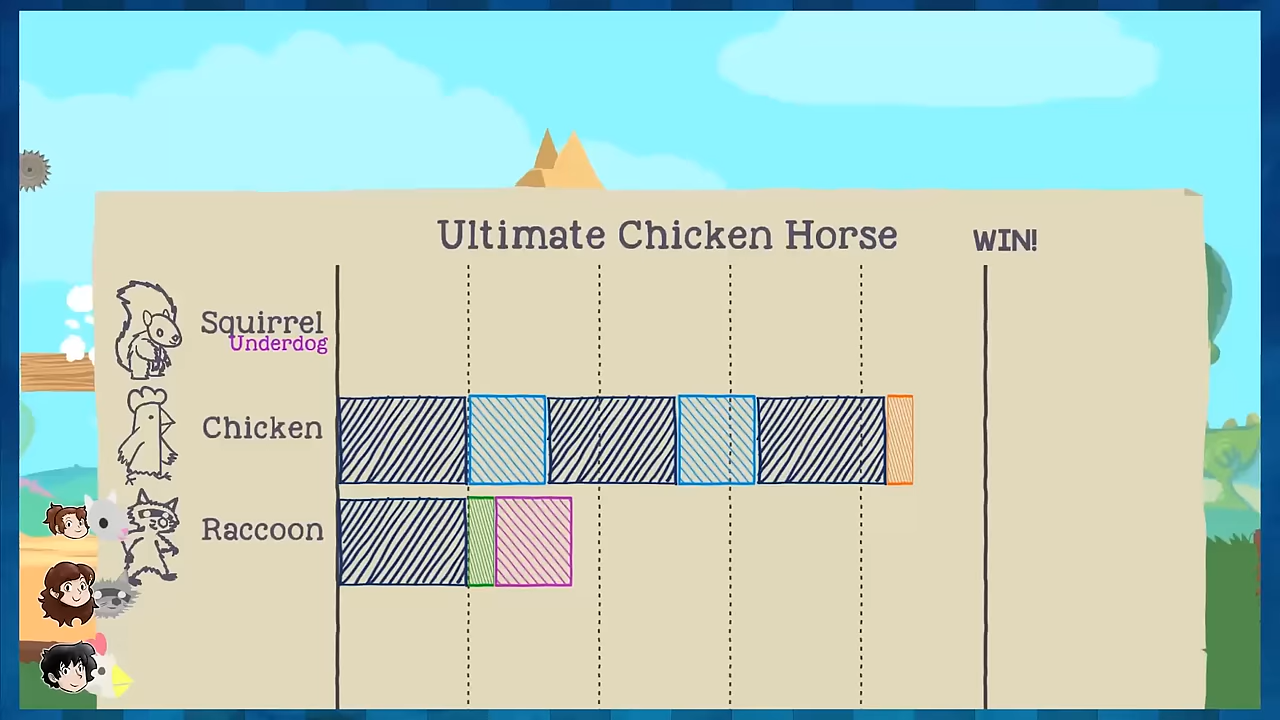 Ultimate Chicken Horse
WIN!
Squirrel
Underdog
Chicken
Raccoon